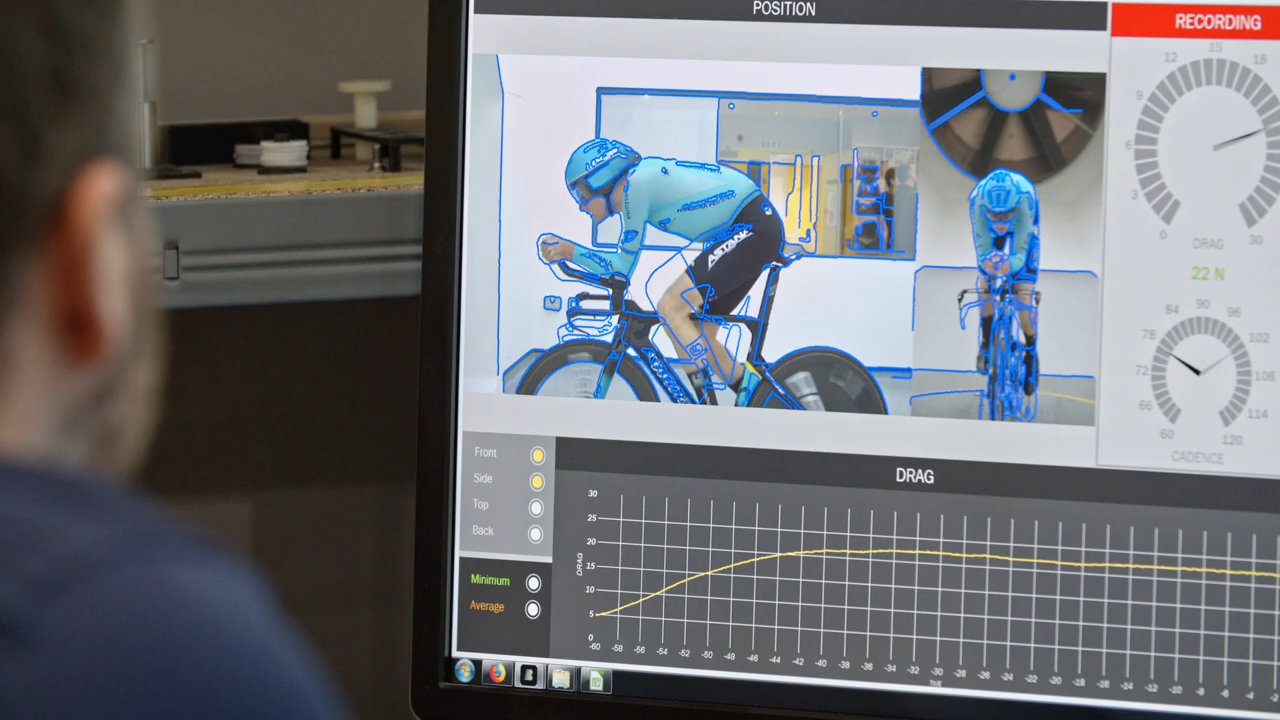 POSITION
RECORDING
12
15
18
9
6
3
0
30
DRAG
22 N
84
90
96
78
102
72
108
66
114
60
120
CADENCE
ASTANA
Front
Side
Top
Back
Minimum
Average
DRAG
30
25
20
15
10
5
0
DRAG
-60 -58 -56 -54 -52 -50 -48 -46 -44 -42 -40 -38 -36 -34 -32 -30 -28 -26 -24 -22 -20 -18 -16 -14 -12 -10 -8 -6 -4
TIME